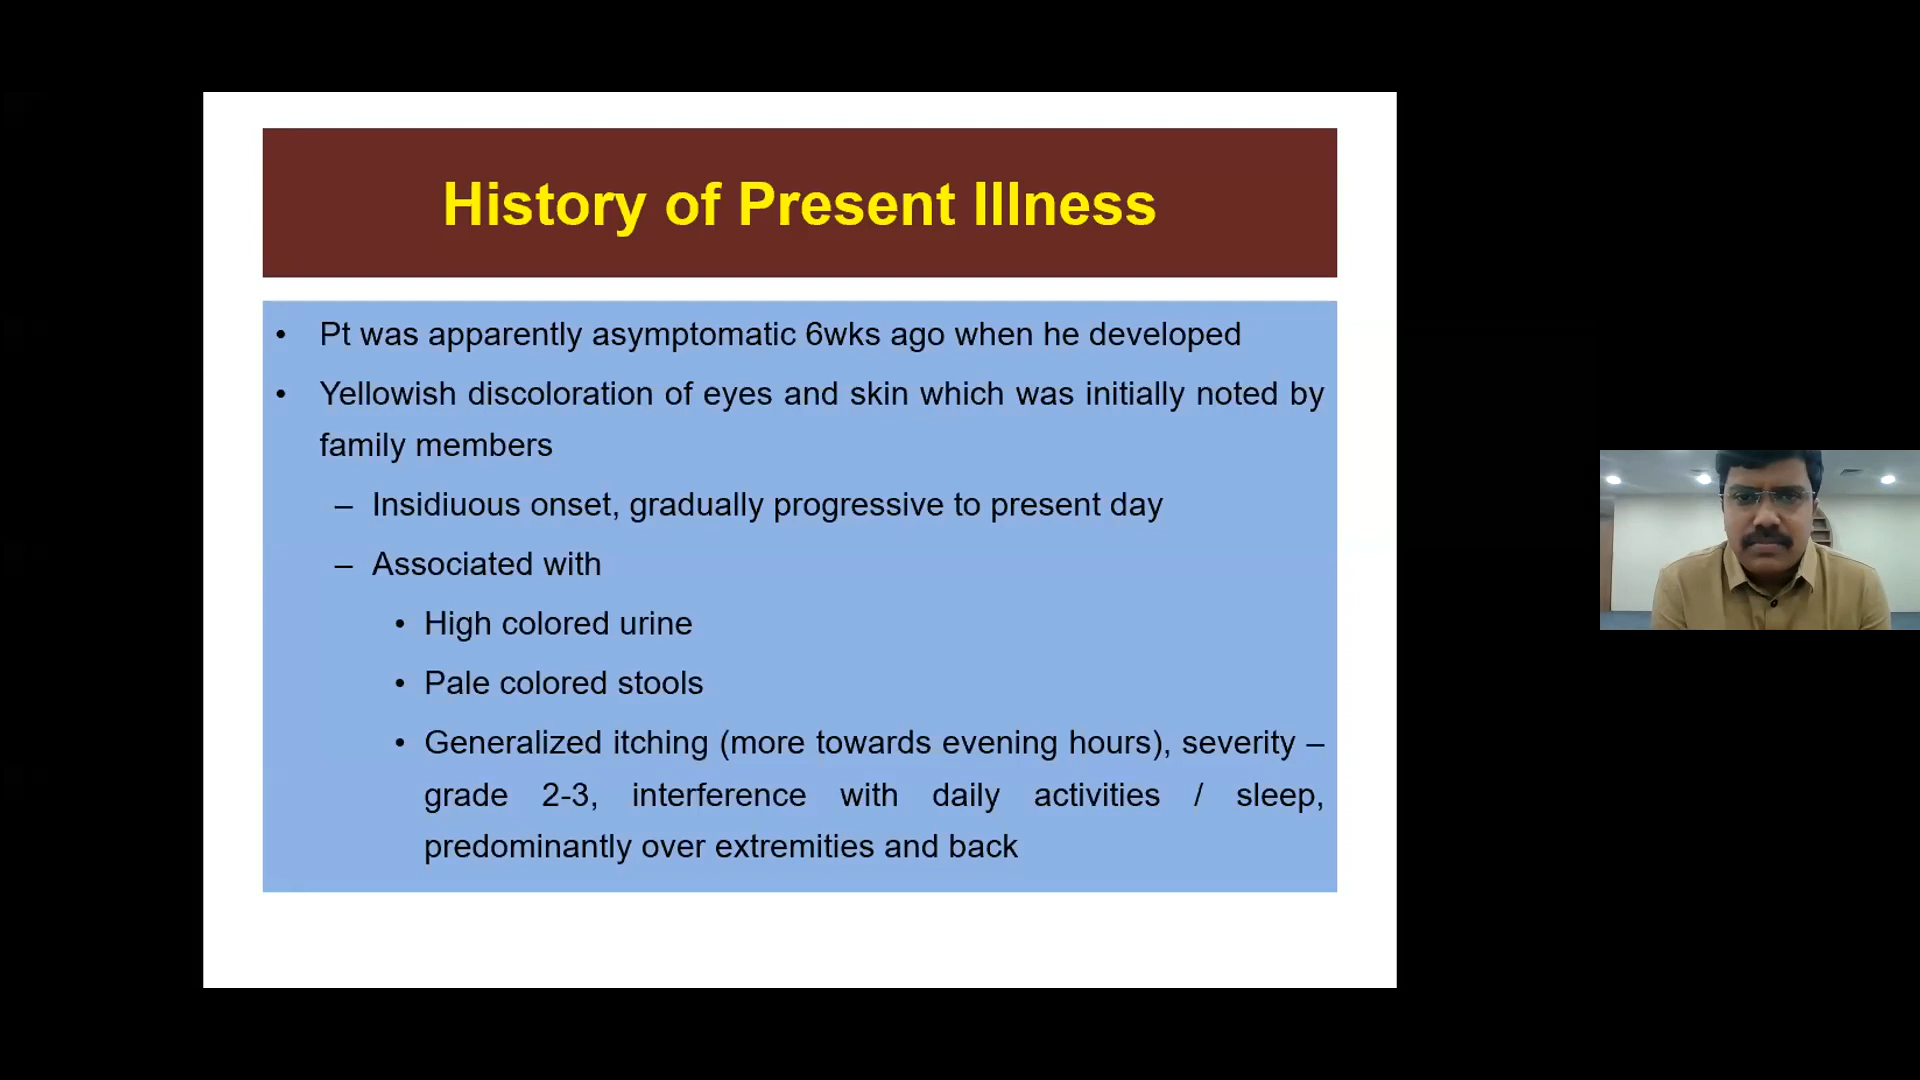 History of Present Illness
• Pt was apparently asymptomatic 6wks ago when he developed
• Yellowish discoloration of eyes and skin which was initially noted by
family members
– Insidiuous onset, gradually progressive to present day
– Associated with
• High colored urine
• Pale colored stools
• Generalized itching (more towards evening hours), severity –
grade 2-3, interference with daily activities / sleep,
predominantly over extremities and back